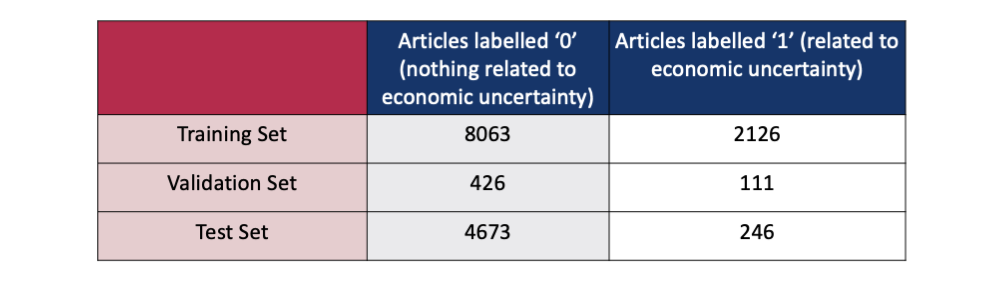 Articles labelled ‘0’
(nothing related to
economic uncertainty)
Articles labelled ‘1’ (related to
economic uncertainty)
Training Set
8063
2126
Validation Set
426
111
Test Set
4673
246